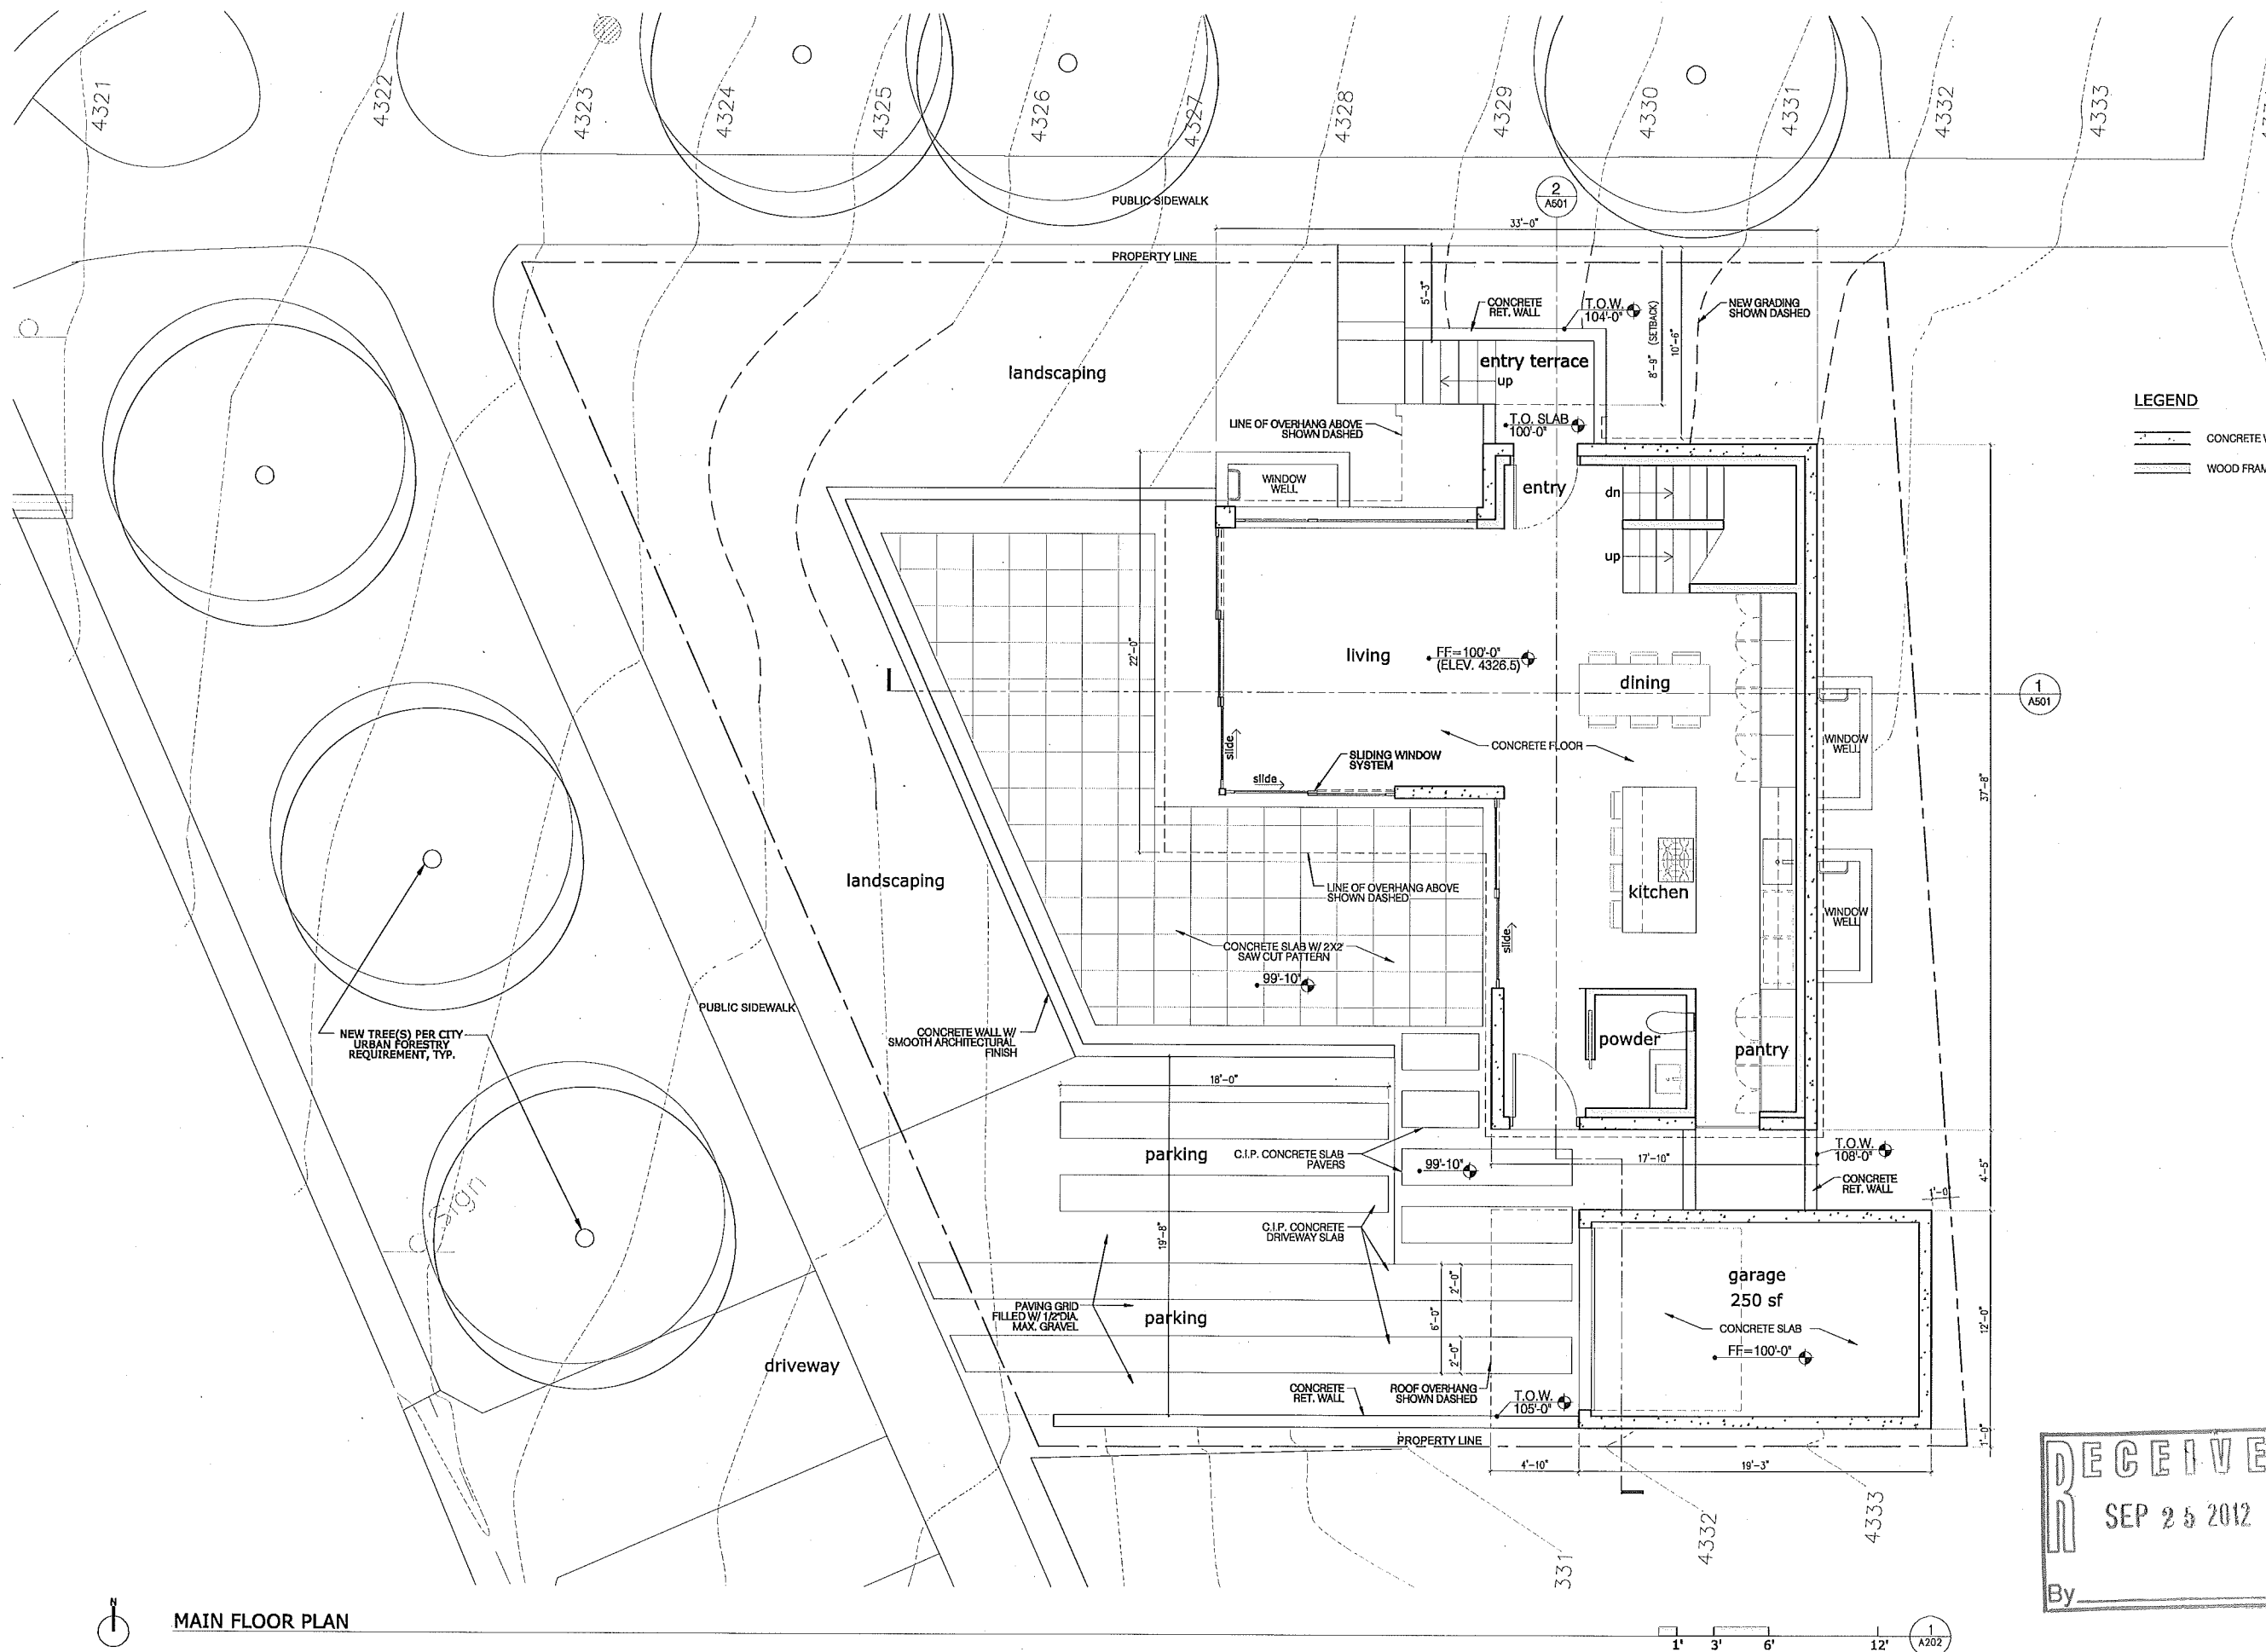 4321
4322
4323
4324
4325
4326
4327
4328
4329
4330
4331
4332
4333
2
A501
PUBLIC SIDEWALK
33'-0"
PROPERTY LINE
5'-3"
CONCRETE
RET. WALL
T.O.W.
104'-0"
8'-9" (SETBACK)
10'-6"
NEW GRADING
SHOWN DASHED
landscaping
entry terrace
up
LINE OF OVERHANG ABOVE
SHOWN DASHED
T.O. SLAB
100'-0"
LEGEND
CONCRETE
WOOD FRAM
WINDOW
WELL
entry
dn
up
22'-0"
living
FF=100'-0"
(ELEV. 4326.5)
dining
1
A501
slide
SLIDING WINDOW
SYSTEM
slide
CONCRETE FLOOR
WINDOW
WELL
37'-8"
landscaping
LINE OF OVERHANG ABOVE
SHOWN DASHED
kitchen
WINDOW
WELL
CONCRETE SLAB W/ 2X2
SAW CUT PATTERN
slide
99'-10"
PUBLIC SIDEWALK
NEW TREE(S) PER CITY
URBAN FORESTRY
REQUIREMENT, TYP.
CONCRETE WALL W/
SMOOTH ARCHITECTURAL
FINISH
powder
pantry
18'-0"
parking
C.I.P. CONCRETE SLAB
PAVERS
99'-10"
17'-10"
T.O.W.
108'-0"
4'-5"
CONCRETE
RET. WALL
1'-0"
Sign
19'-8"
C.I.P. CONCRETE
DRIVEWAY SLAB
garage
250 sf
2'-0"
6'-0"
PAVING GRID
FILLED W/ 1/2"DIA.
MAX. GRAVEL
parking
CONCRETE SLAB
12'-0"
FF=100'-0"
2'-0"
driveway
CONCRETE
RET. WALL
ROOF OVERHANG
SHOWN DASHED
T.O.W.
105'-0"
PROPERTY LINE
1'-0"
4'-10"
19'-3"
RECEIVE
SEP 25 2012
By
331
4332
4333
N
MAIN FLOOR PLAN
1' 3' 6' 12'
1
A202